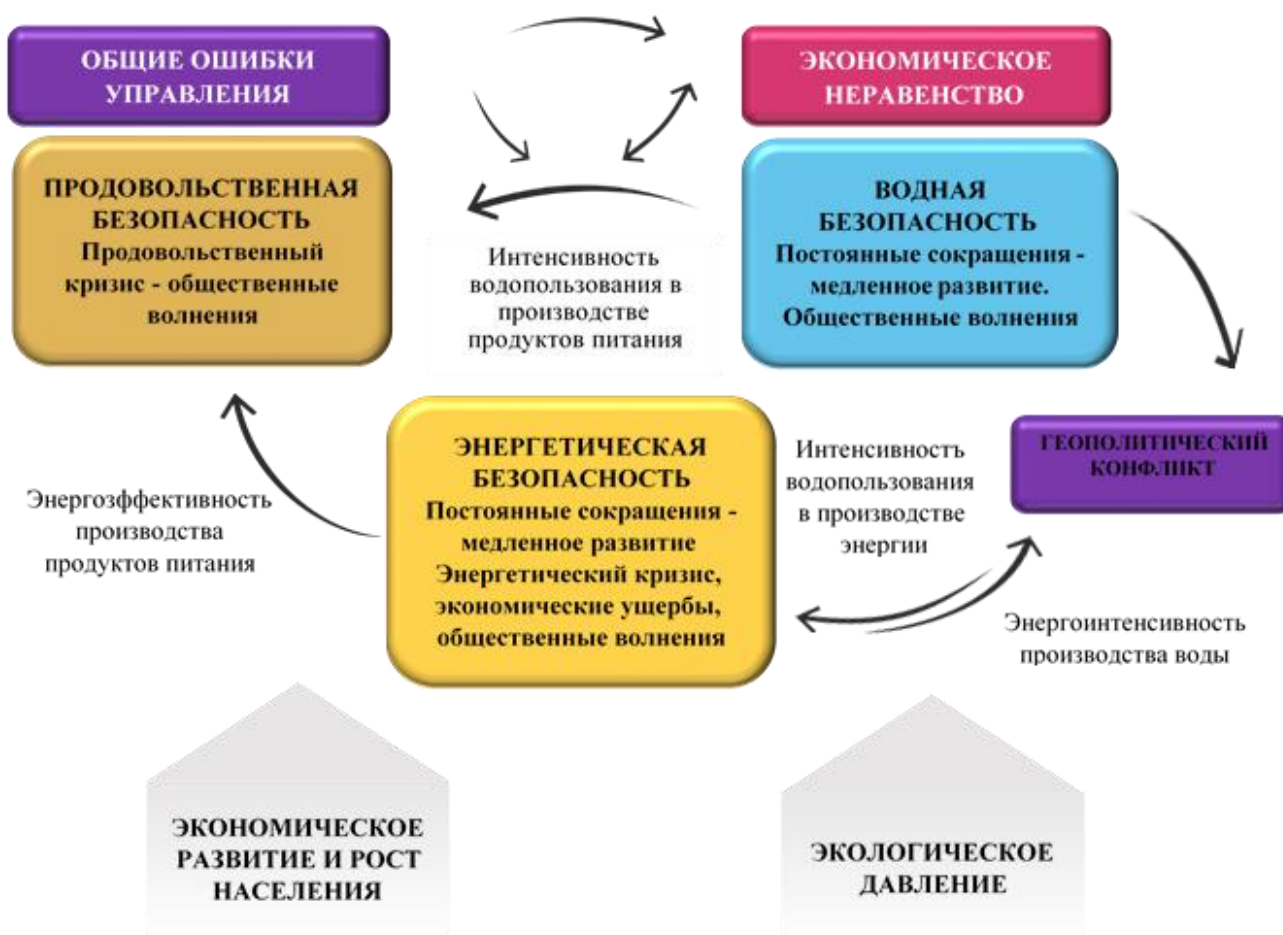 ОБЩИЕ ОШИБКИ
УПРАВЛЕНИЯ
ЭКОНОМИЧЕСКОЕ
НЕРАВЕНСТВО
ПРОДОВОЛЬСТВЕННАЯ
БЕЗОПАСНОСТЬ
Продовольственный
кризис - общественные
волнения
Интенсивность
водопользования в
производстве
продуктов питания
ВОДНАЯ
БЕЗОПАСНОСТЬ
Постоянные сокращения -
медленное развитие.
Общественные волнения
Энергозффективность
производства
продуктов питания
ЭНЕРГЕТИЧЕСКАЯ
БЕЗОПАСНОСТЬ
Постоянные сокращения -
медленное развитие
Энергетический кризис,
экономические ущербы,
общественные волнения
Интенсивность
водопользования
в производстве
энергии
ГЕОПОЛИТИЧЕСКИЙ
КОНФЛИКТ
Энергоинтенсивность
производства воды
ЭКОНОМИЧЕСКОЕ
РАЗВИТИЕ И РОСТ
НАСЕЛЕНИЯ
ЭКОЛОГИЧЕСКОЕ
ДАВЛЕНИЕ